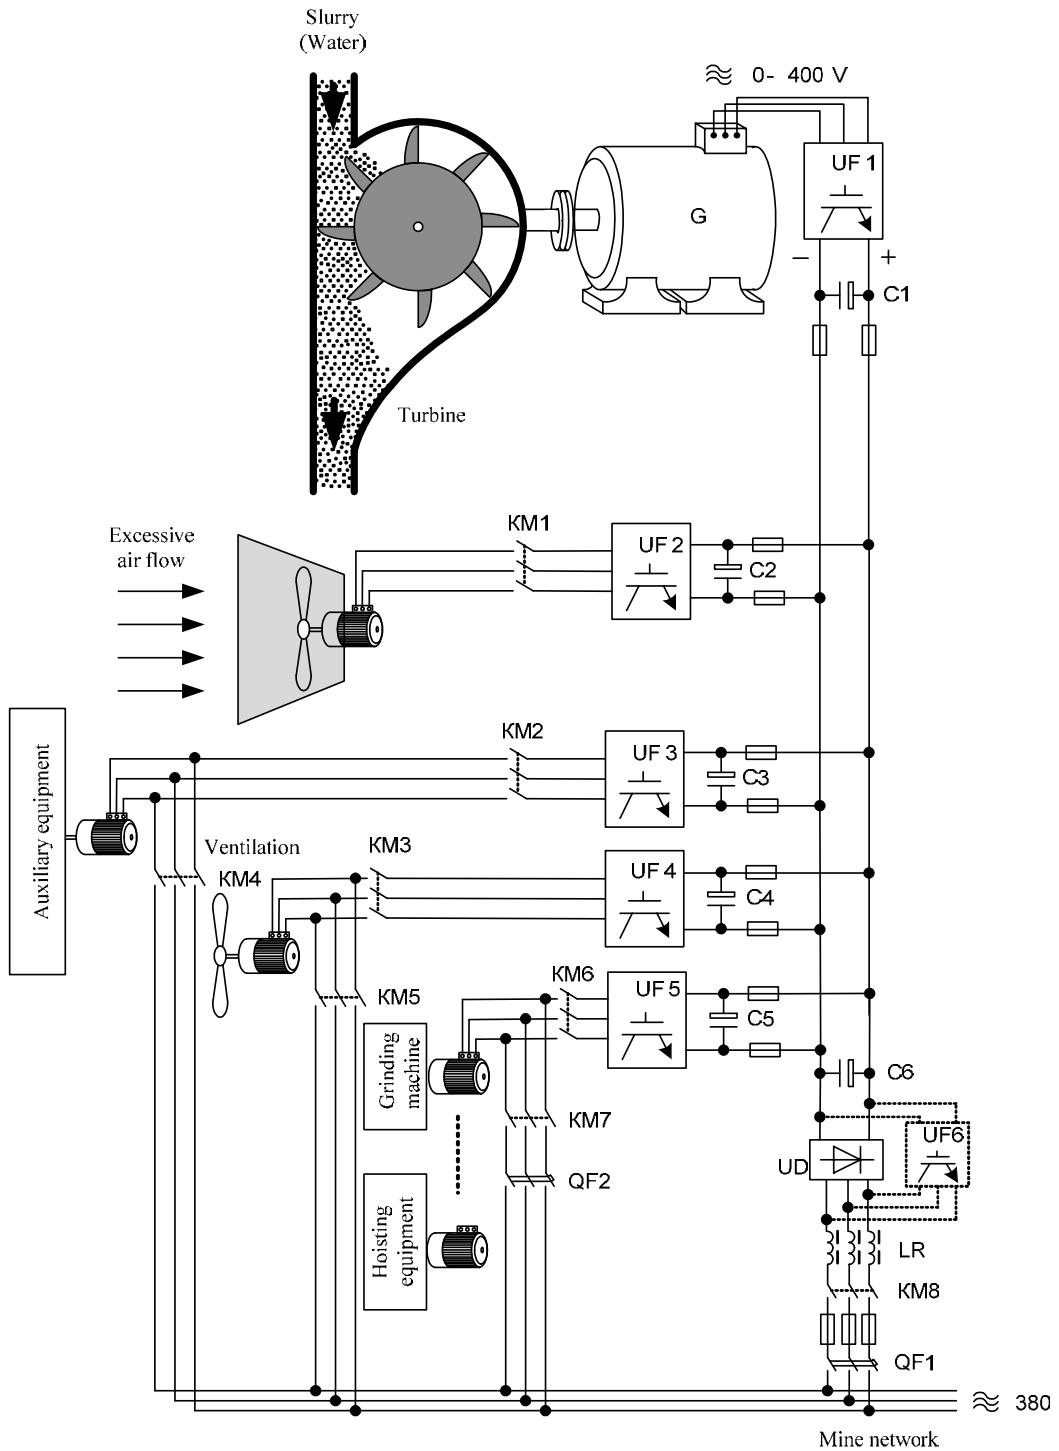 Slurry
(Water)
0- 400 V
UF 1
G
− +
C1
Turbine
Excessive
air flow
KM1
UF 2
C2
KM2
UF 3
C3
Auxiliary equipment
Ventilation
KM3
KM4
UF 4
C4
KM5
KM6
UF 5
C5
Grinding
machine
C6
KM7
UF6
UD
QF2
Hoisting
equipment
LR
KM8
QF1
380
Mine network